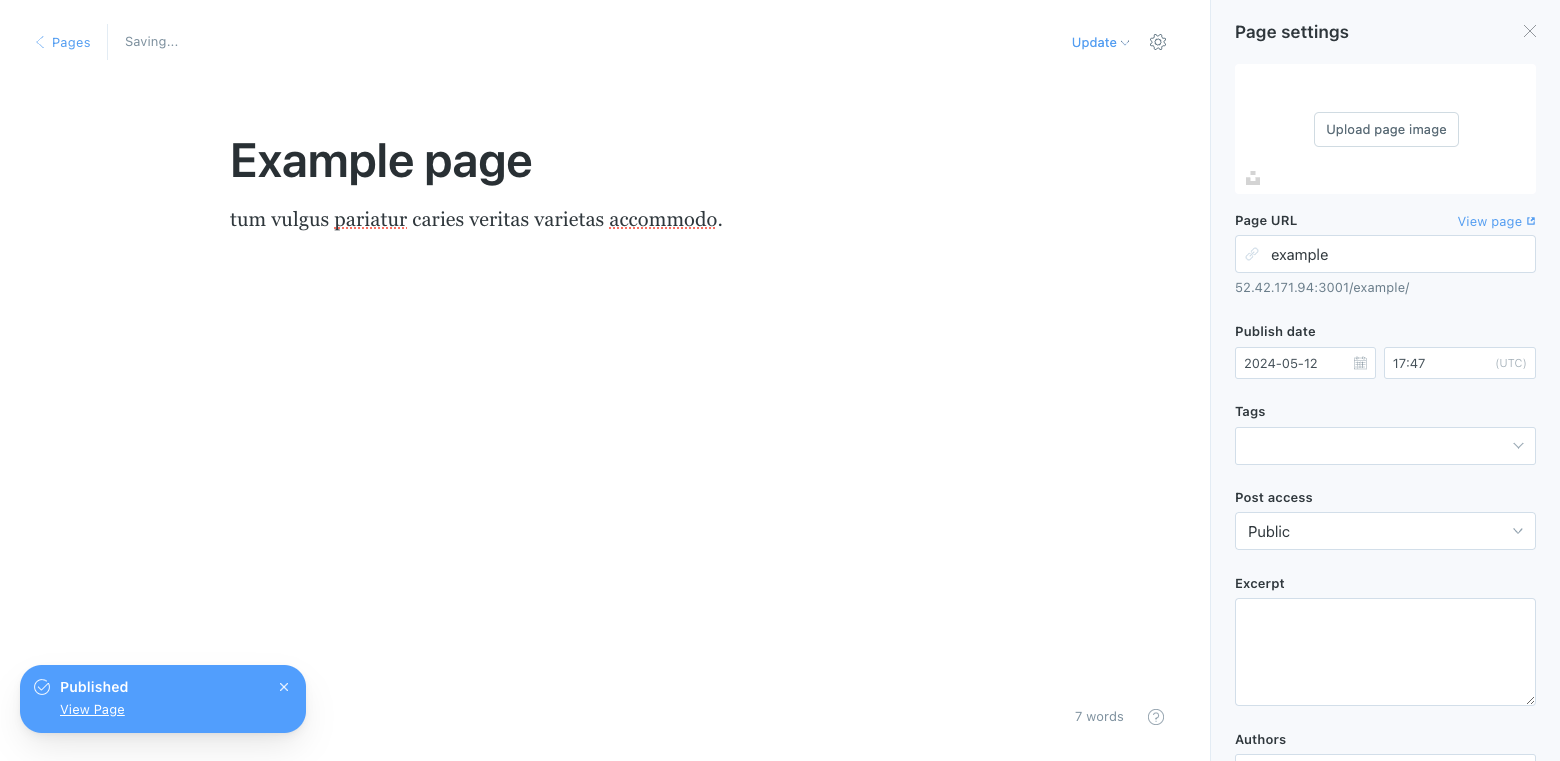 Pages
Saving...
Update
Example page
tum vulgus pariatur caries veritas varietas accommodo.
Published
View Page
7 words
?
Page settings
Upload page image
Page URL
View page
example
52.42.171.94:3001/example/
Publish date
2024-05-12
17:47
(UTC)
Tags
Post access
Public
Excerpt
Authors